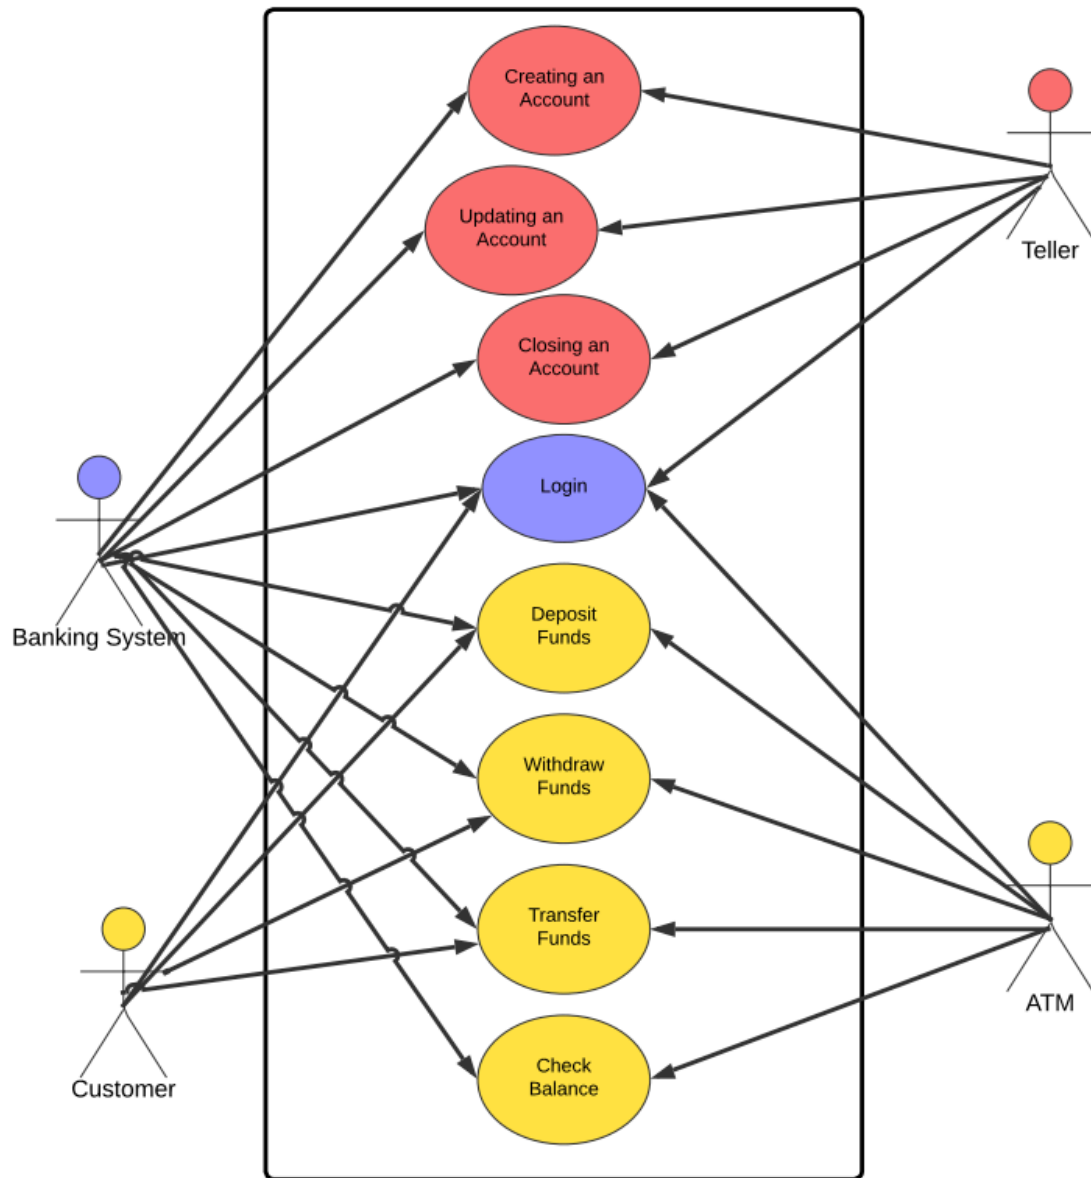 Creating an
Account
Teller
Updating an
Account
Closing an
Account
Login
Banking System
Deposit
Funds
Withdraw
Funds
Transfer
Funds
ATM
Customer
Check
Balance